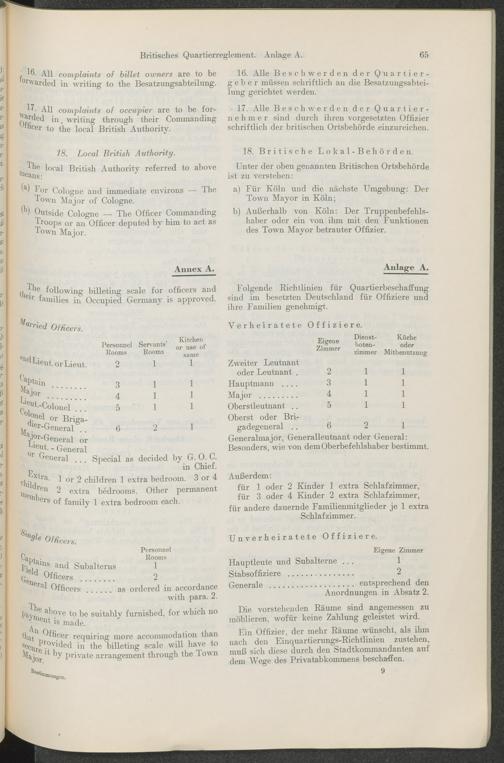 Britisches Quartierreglement. Anlage A.
65
16. All complaints of billet owners are to be
forwarded in writing to the Besatzungsabteilung.
17. All complaints of occupier are to be for-
warded in writing through their Commanding
Officer to the local British Authority.
18. Local British Authority.
The local British Authority referred to above
means:
(a) For Cologne and immediate environs — The
Town Major of Cologne.
(b) Outside Cologne — The Officer Commanding
Troops or an Officer deputed by him to act as
Town Major.
Annex A.
The following billeting scale for officers and
their families in Occupied Germany is approved.
Married Officers.
Personnel Rooms
Servants' Rooms
Kitchen or use of same
2nd Lieut. or Lieut. 2 1 1
Captain ........ 3 1 1
Major ......... 4 1 1
Lieut.-Colonel ... 5 1 1
Colonel or Briga-
dier-General .. 6 2 1
Major-General or
Lieut. - General
or General ... Special as decided by G. O. C.
in Chief.
Extra. 1 or 2 children 1 extra bedroom. 3 or 4
children 2 extra bédrooms. Other permanent
members of family 1 extra bedroom each.
Single Officers.
Personnel
Rooms
Captains and Subalterns 1
Field Officers ........ 2
General Officers ...... as ordered in accordance
with para. 2.
The above to be suitably furnished, for which no
payment is made.
An Officer requiring more accommodation than
that provided in the billeting scale will have to
secure it by private arrangement through the Town
Major.
Bestimmungen.
16. Alle Beschwerden der Quartier-
geber müssen schriftlich an die Besatzungsabtei-
lung gerichtet werden.
17. Alle Beschwerden der Quartier-
nehmer sind durch ihren vorgesetzten Offizier
schriftlich der britischen Ortsbehörde einzureichen.
18. Britische Lokal-Behörden.
Unter der oben genannten Britischen Ortsbehörde
ist zu verstehen:
a) Für Köln und die nächste Umgebung: Der
Town Mayor in Köln;
b) Außerhalb von Köln: Der Truppenbefehls-
haber oder ein ihm mit den Funktionen
des Town Mayor betrauter Offizier.
Anlage A.
Folgende Richtlinien für Quartierbeschaffung
sind im besetzten Deutschland für Offiziere und
ihre Familien genehmigt.
Verheiratete Offiziere.
Eigene Zimmer
Dienst-boten-zimmer
Küche oder Mitbenutzung
Zweiter Leutnant
oder Leutnant . 2 1 1
Hauptmann .... 3 1 1
Major ......... 4 1 1
Oberstleutnant .. 5 1 1
Oberst oder Bri-
gadegeneral .. 6 2 1
Generalmajor, Generalleutnant oder General:
Besonders, wie von dem Oberbefehlshaber bestimmt.
Außerdem:
für 1 oder 2 Kinder 1 extra Schlafzimmer,
für 3 oder 4 Kinder 2 extra Schlafzimmer,
für andere dauernde Familienmitglieder je 1 extra
Schlafzimmer.
Unverheiratete Offiziere.
Eigene Zimmer
Hauptleute und Subalterne ... 1
Stabsoffiziere ............... 2
Generale ................... entsprechend den
Anordnungen in Absatz 2.
Die vorstehenden Räume sind angemessen zu
möblieren, wofür keine Zahlung geleistet wird.
Ein Offizier, der mehr Räume wünscht, als ihm
nach den Einquartierungs-Richtlinien zustehen,
muß sich diese durch den Stadtkommandanten auf
dem Wege des Privatabkommens beschaffen.
9